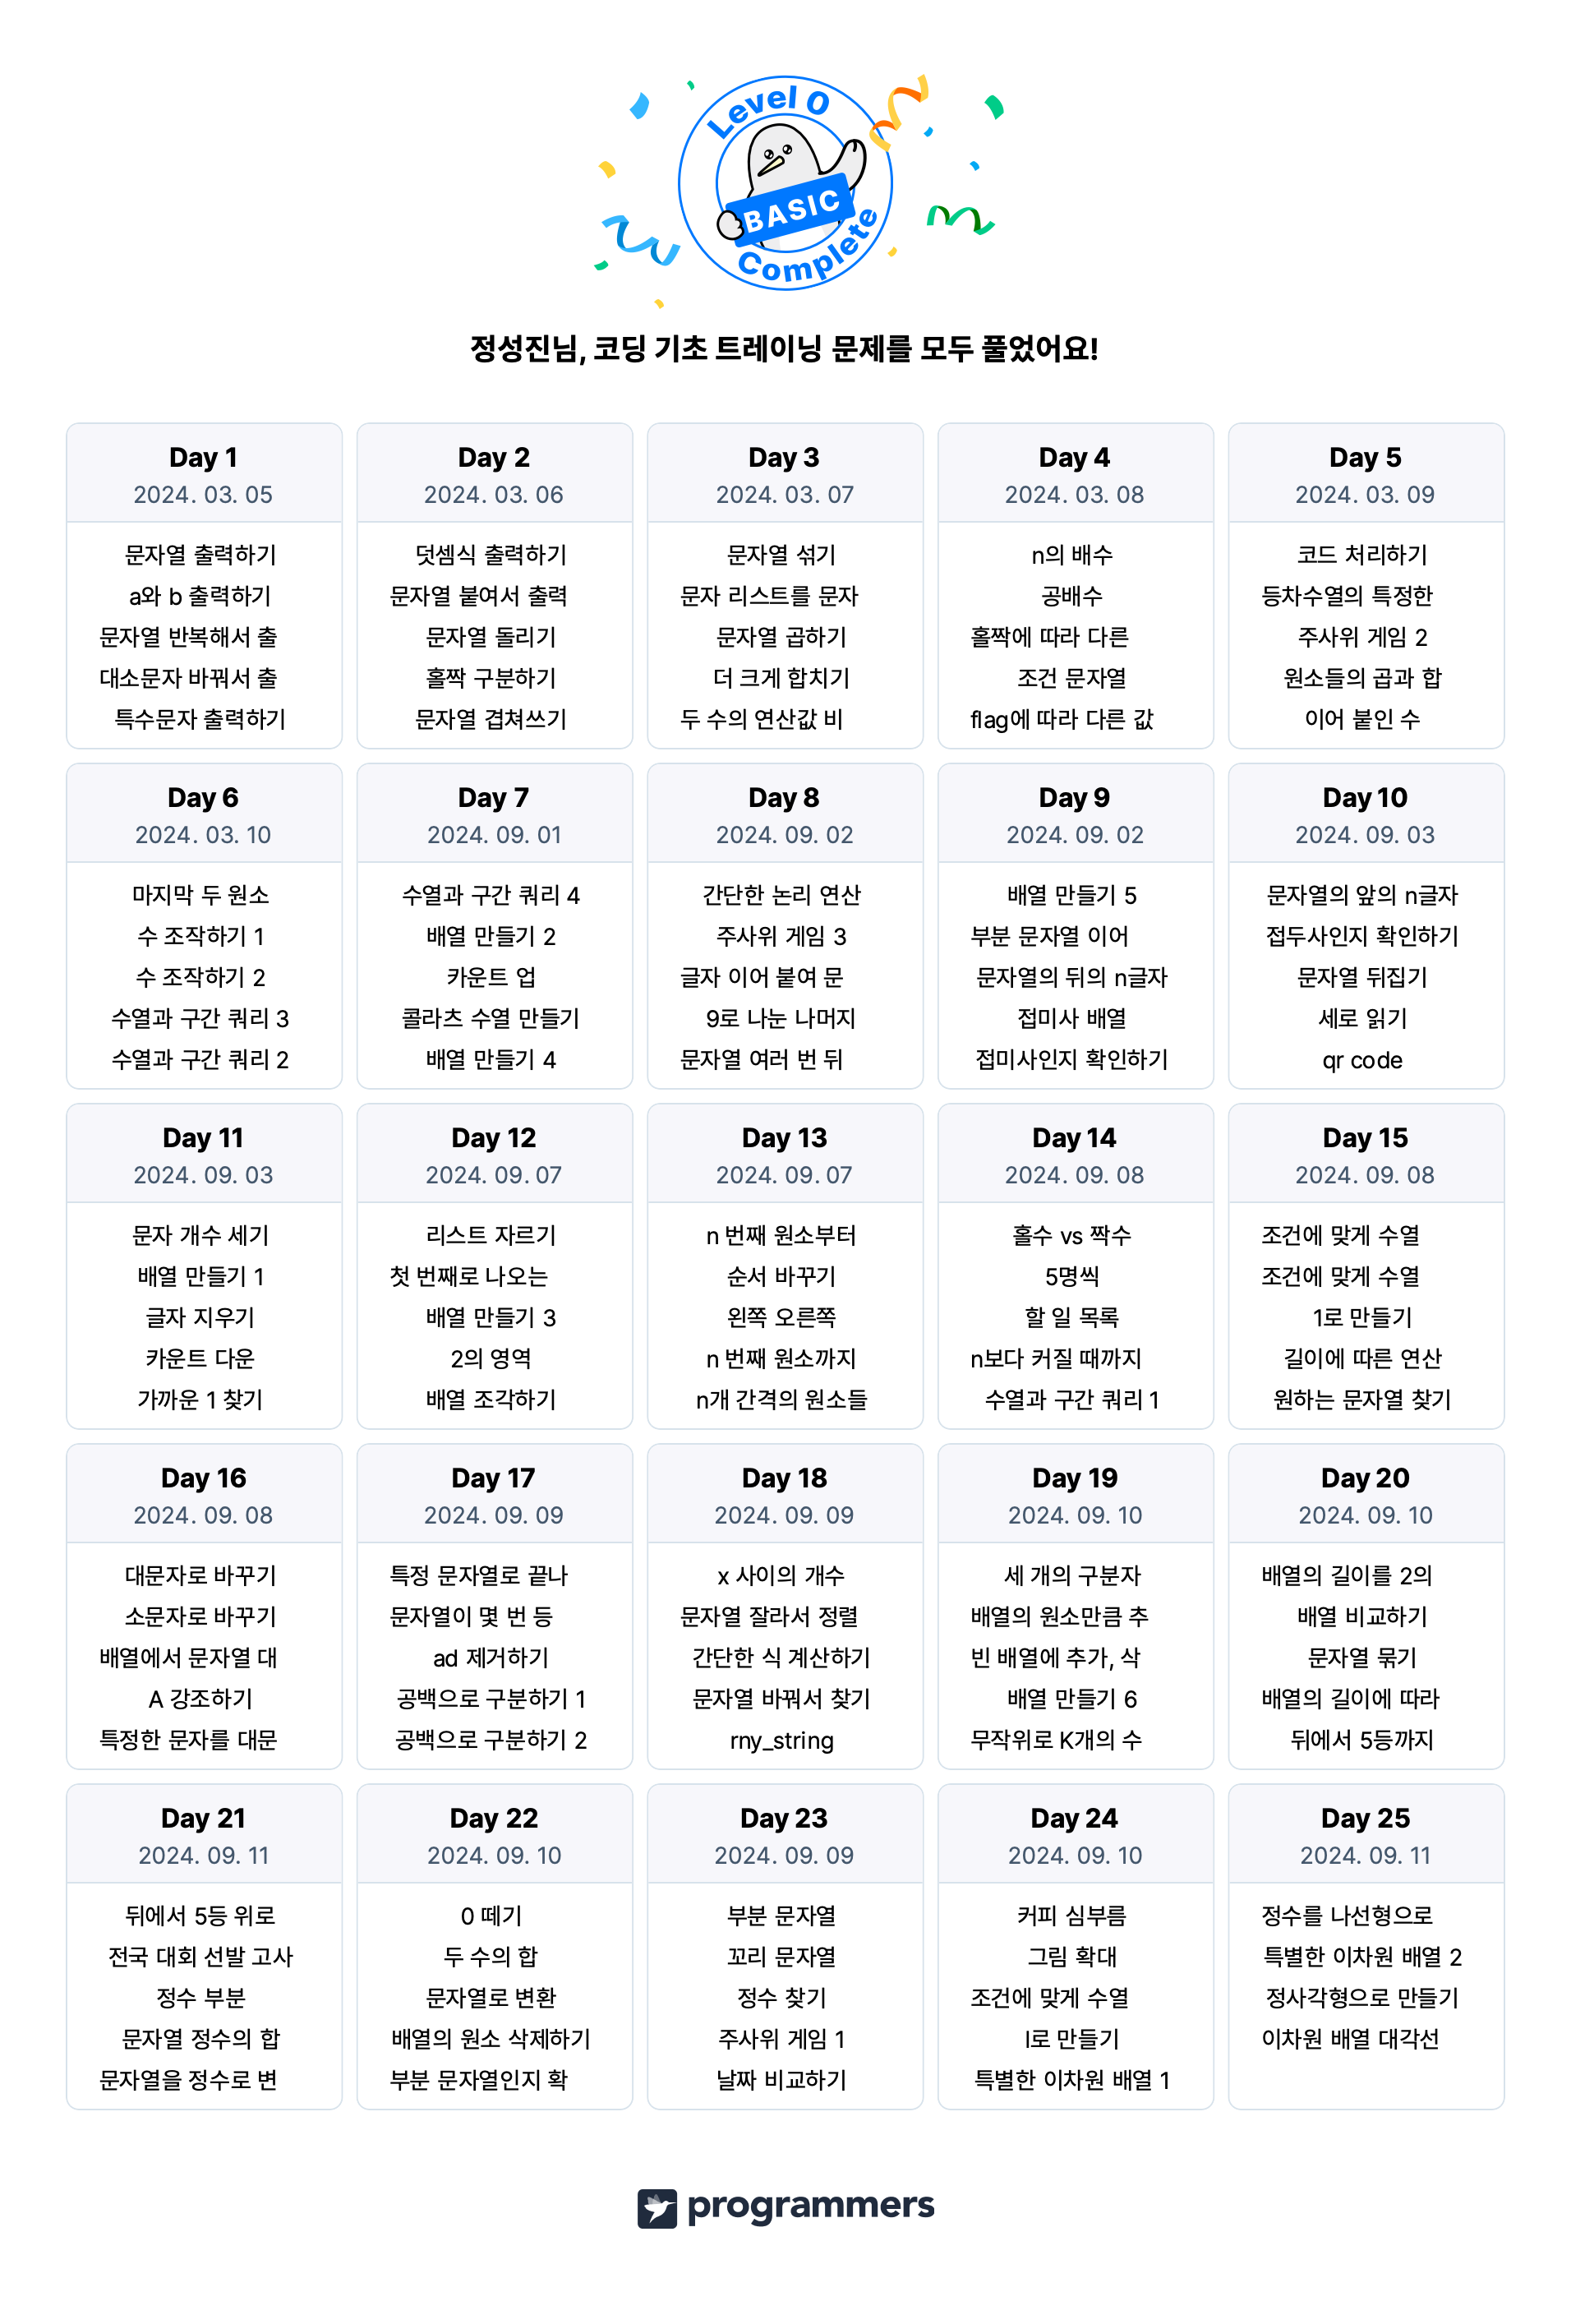 Level 0
BASIC
Complete
정성진님, 코딩 기초 트레이닝 문제를 모두 풀었어요!
Day 1
2024. 03. 05
문자열 출력하기
a와 b 출력하기
문자열 반복해서 출
대소문자 바꿔서 출
특수문자 출력하기
Day 2
2024. 03. 06
덧셈식 출력하기
문자열 붙여서 출력
문자열 돌리기
홀짝 구분하기
문자열 겹쳐쓰기
Day 3
2024. 03. 07
문자열 섞기
문자 리스트를 문자
문자열 곱하기
더 크게 합치기
두 수의 연산값 비
Day 4
2024. 03. 08
n의 배수
공배수
홀짝에 따라 다른
조건 문자열
flag에 따라 다른 값
Day 5
2024. 03. 09
코드 처리하기
등차수열의 특정한
주사위 게임 2
원소들의 곱과 합
이어 붙인 수
Day 6
2024. 03. 10
마지막 두 원소
수 조작하기 1
수 조작하기 2
수열과 구간 쿼리 3
수열과 구간 쿼리 2
Day 7
2024. 09. 01
수열과 구간 쿼리 4
배열 만들기 2
카운트 업
콜라츠 수열 만들기
배열 만들기 4
Day 8
2024. 09. 02
간단한 논리 연산
주사위 게임 3
글자 이어 붙여 문
9로 나눈 나머지
문자열 여러 번 뒤
Day 9
2024. 09. 02
배열 만들기 5
부분 문자열 이어
문자열의 뒤의 n글자
접미사 배열
접미사인지 확인하기
Day 10
2024. 09. 03
문자열의 앞의 n글자
접두사인지 확인하기
문자열 뒤집기
세로 읽기
qr code
Day 11
2024. 09. 03
문자 개수 세기
배열 만들기 1
글자 지우기
카운트 다운
가까운 1 찾기
Day 12
2024. 09. 07
리스트 자르기
첫 번째로 나오는
배열 만들기 3
2의 영역
배열 조각하기
Day 13
2024. 09. 07
n 번째 원소부터
순서 바꾸기
왼쪽 오른쪽
n 번째 원소까지
n개 간격의 원소들
Day 14
2024. 09. 08
홀수 vs 짝수
5명씩
할 일 목록
n보다 커질 때까지
수열과 구간 쿼리 1
Day 15
2024. 09. 08
조건에 맞게 수열
조건에 맞게 수열
1로 만들기
길이에 따른 연산
원하는 문자열 찾기
Day 16
2024. 09. 08
대문자로 바꾸기
소문자로 바꾸기
배열에서 문자열 대
A 강조하기
특정한 문자를 대문
Day 17
2024. 09. 09
특정 문자열로 끝나
문자열이 몇 번 등
ad 제거하기
공백으로 구분하기 1
공백으로 구분하기 2
Day 18
2024. 09. 09
x 사이의 개수
문자열 잘라서 정렬
간단한 식 계산하기
문자열 바꿔서 찾기
rny_string
Day 19
2024. 09. 10
세 개의 구분자
배열의 원소만큼 추
빈 배열에 추가, 삭
배열 만들기 6
무작위로 K개의 수
Day 20
2024. 09. 10
배열의 길이를 2의
배열 비교하기
문자열 묶기
배열의 길이에 따라
뒤에서 5등까지
Day 21
2024. 09. 11
뒤에서 5등 위로
전국 대회 선발 고사
정수 부분
문자열 정수의 합
문자열을 정수로 변
Day 22
2024. 09. 10
0 떼기
두 수의 합
문자열로 변환
배열의 원소 삭제하기
부분 문자열인지 확
Day 23
2024. 09. 09
부분 문자열
꼬리 문자열
정수 찾기
주사위 게임 1
날짜 비교하기
Day 24
2024. 09. 10
커피 심부름
그림 확대
조건에 맞게 수열
l로 만들기
특별한 이차원 배열 1
Day 25
2024. 09. 11
정수를 나선형으로
특별한 이차원 배열 2
정사각형으로 만들기
이차원 배열 대각선
programmers